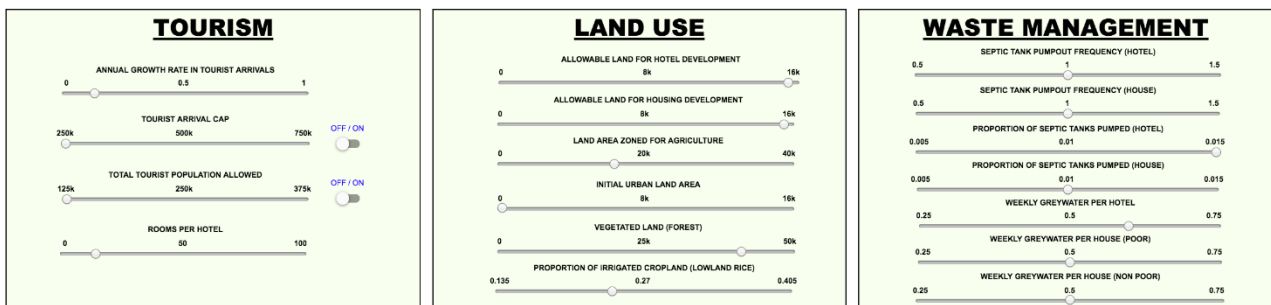 TOURISM
ANNUAL GROWTH RATE IN TOURIST ARRIVALS
0 0.5 1
TOURIST ARRIVAL CAP
250k 500k 750k
OFF / ON
TOTAL TOURIST POPULATION ALLOWED
125k 250k 375k
OFF / ON
ROOMS PER HOTEL
0 50 100
LAND USE
ALLOWABLE LAND FOR HOTEL DEVELOPMENT
0 8k 16k
ALLOWABLE LAND FOR HOUSING DEVELOPMENT
0 8k 16k
LAND AREA ZONED FOR AGRICULTURE
0 20k 40k
INITIAL URBAN LAND AREA
0 8k 16k
VEGETATED LAND (FOREST)
0 25k 50k
PROPORTION OF IRRIGATED CROPLAND (LOWLAND RICE)
0.135 0.27 0.405
WASTE MANAGEMENT
SEPTIC TANK PUMPOUT FREQUENCY (HOTEL)
0.5 1 1.5
SEPTIC TANK PUMPOUT FREQUENCY (HOUSE)
0.5 1 1.5
PROPORTION OF SEPTIC TANKS PUMPED (HOTEL)
0.005 0.01 0.015
PROPORTION OF SEPTIC TANKS PUMPED (HOUSE)
0.005 0.01 0.015
WEEKLY GREYWATER PER HOTEL
0.25 0.5 0.75
WEEKLY GREYWATER PER HOUSE (POOR)
0.25 0.5 0.75
WEEKLY GREYWATER PER HOUSE (NON POOR)
0.25 0.5 0.75